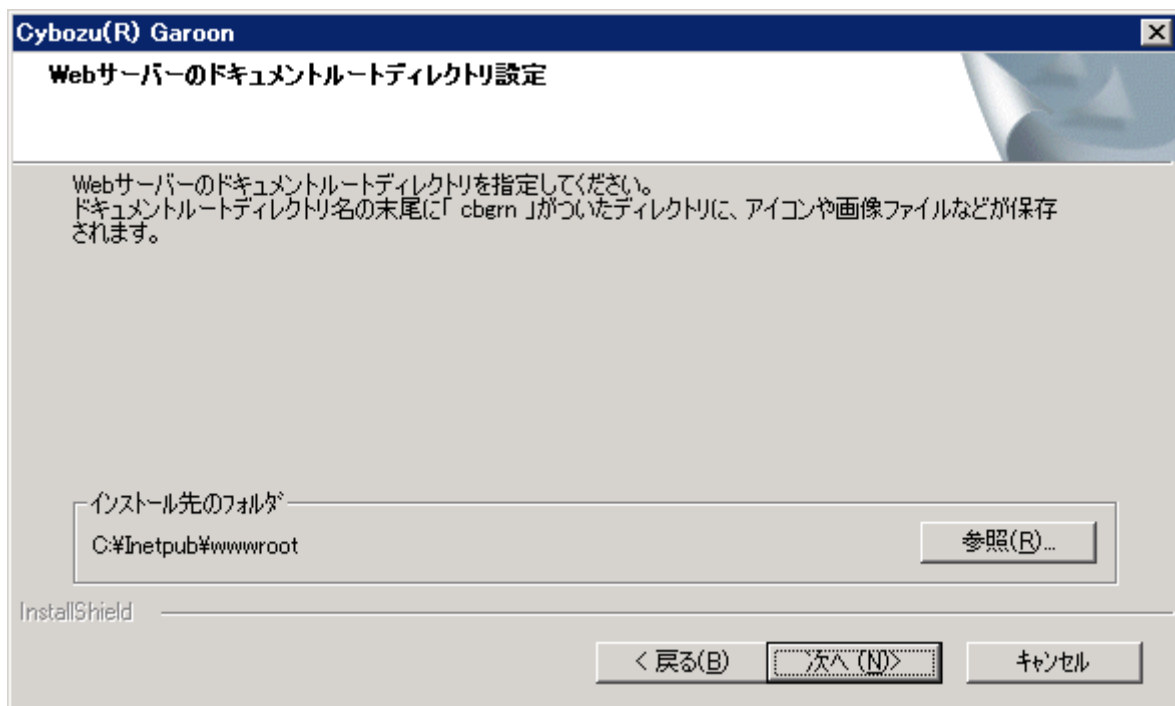 Cybozu(R) Garoon
Webサーバーのドキュメントルートディレクトリ設定
Webサーバーのドキュメントルートディレクトリを指定してください。
ドキュメントルートディレクトリ名の末尾に「 cbgrn 」がついたディレクトリに、アイコンや画像ファイルなどが保存
されます。
インストール先のフォルダ
C:¥Inetpub¥wwwroot
参照(R)...
InstallShield
< 戻る(B)
次へ (N)>
キャンセル